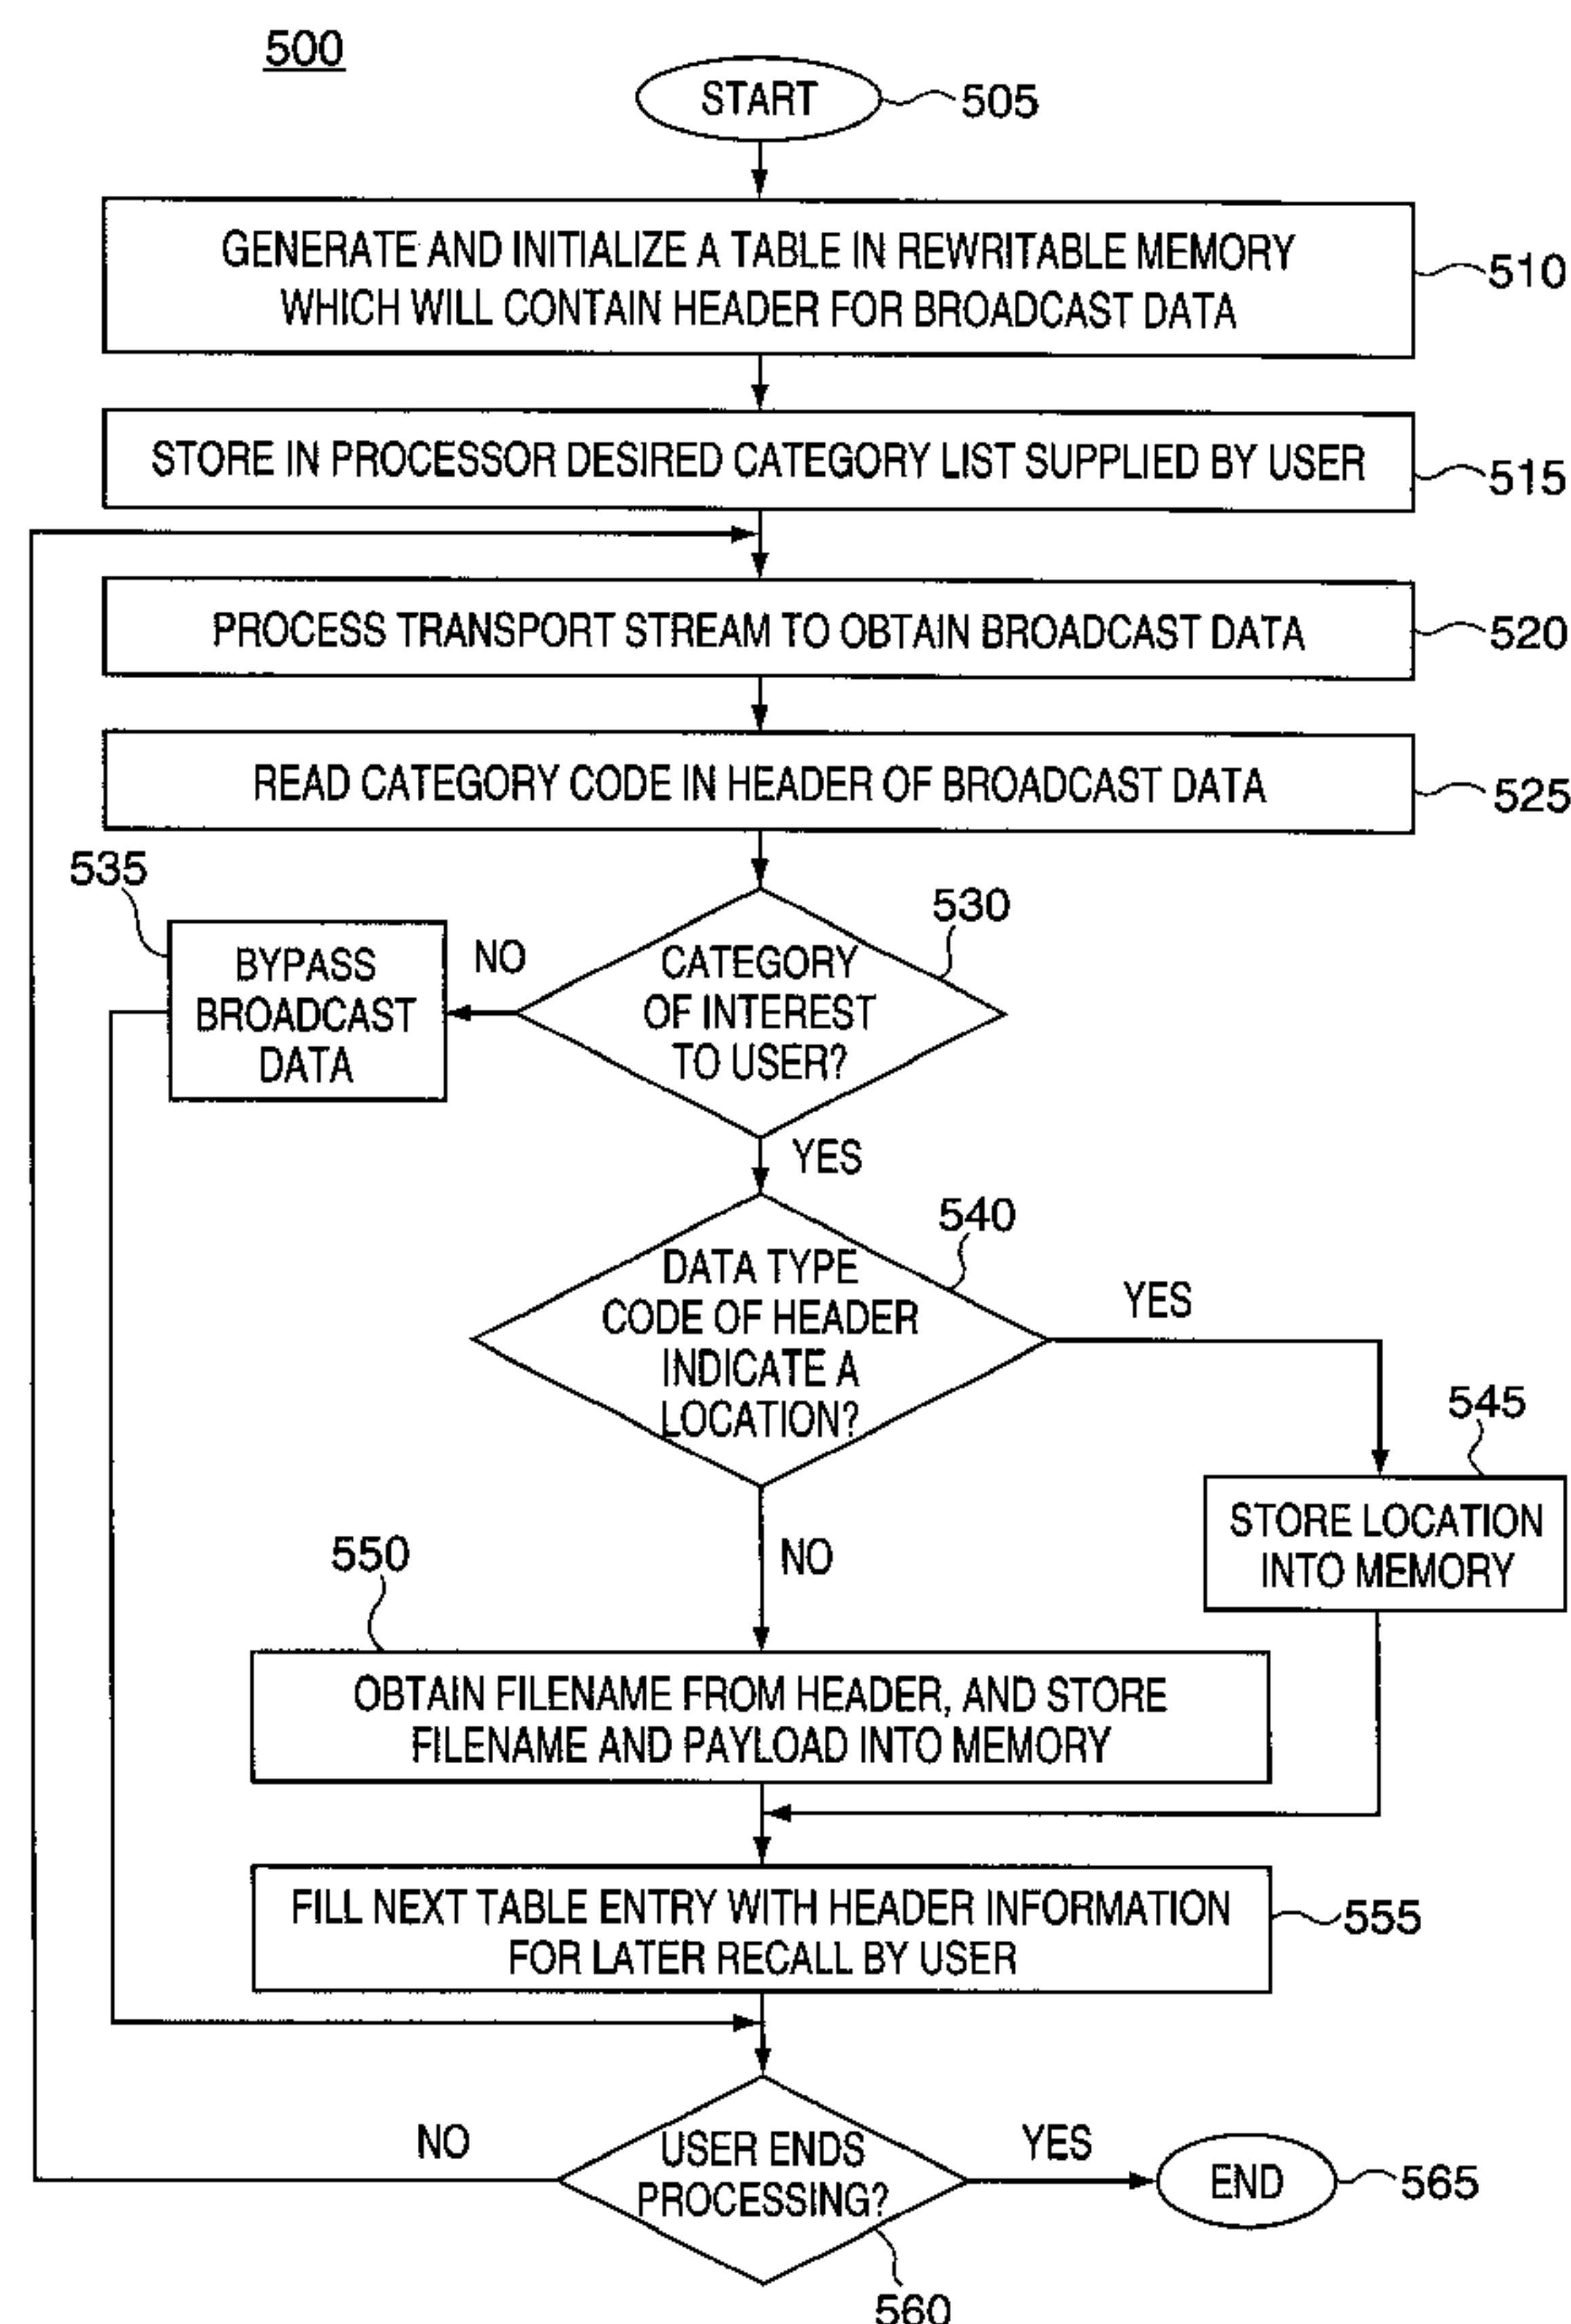 500
START
505
GENERATE AND INITIALIZE A TABLE IN REWRITABLE MEMORY
WHICH WILL CONTAIN HEADER FOR BROADCAST DATA
510
STORE IN PROCESSOR DESIRED CATEGORY LIST SUPPLIED BY USER
515
PROCESS TRANSPORT STREAM TO OBTAIN BROADCAST DATA
520
READ CATEGORY CODE IN HEADER OF BROADCAST DATA
525
535
BYPASS
BROADCAST
DATA
NO
530
CATEGORY
OF INTEREST
TO USER?
YES
540
DATA TYPE
CODE OF HEADER
INDICATE A
LOCATION?
YES
545
STORE LOCATION
INTO MEMORY
NO
550
OBTAIN FILENAME FROM HEADER, AND STORE
FILENAME AND PAYLOAD INTO MEMORY
FILL NEXT TABLE ENTRY WITH HEADER INFORMATION
FOR LATER RECALL BY USER
555
NO
USER ENDS
PROCESSING?
YES
END
565
560